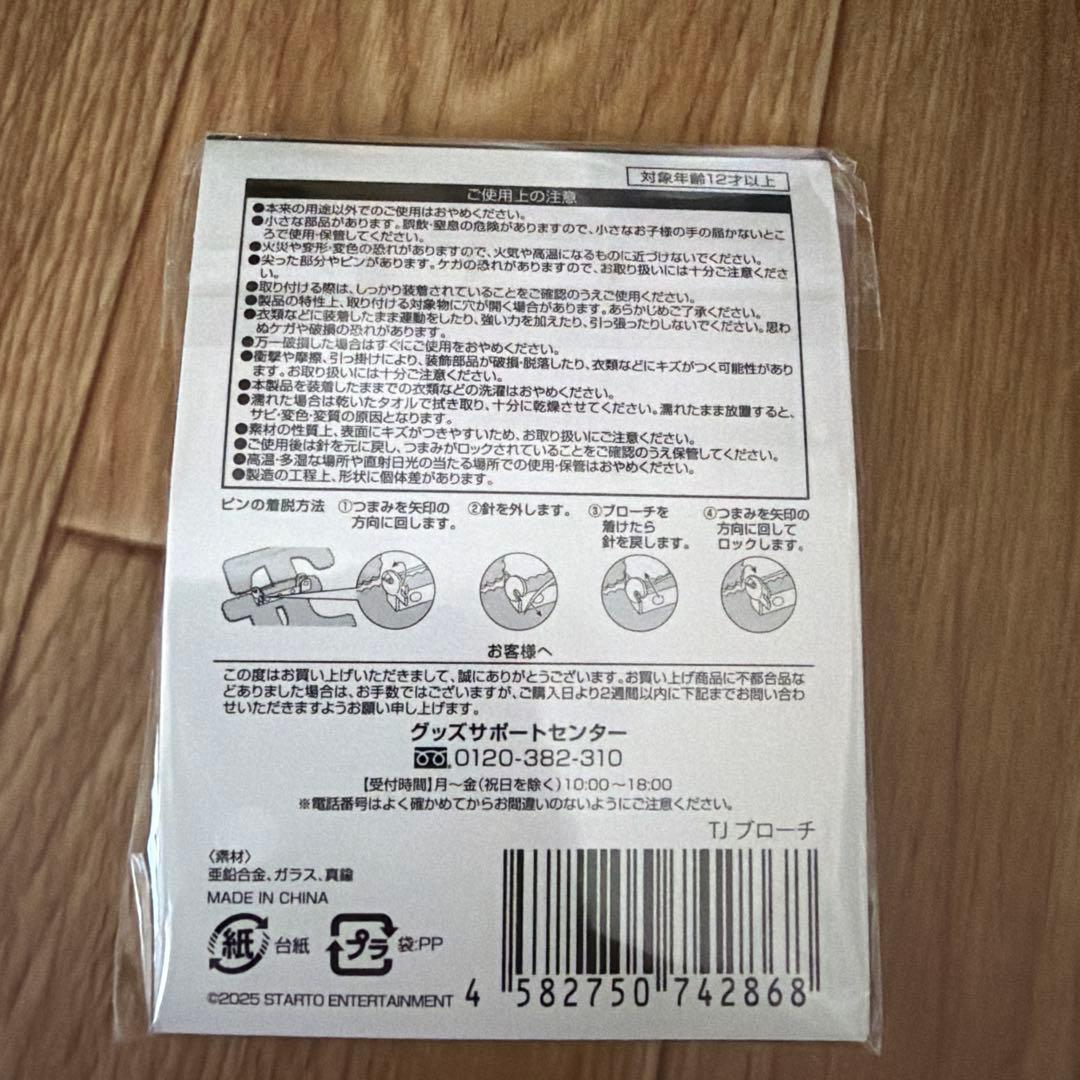 対象年齢12才以上
ご使用上の注意
●本来の用途以外でのご使用はおやめください。
●小さな部品があります。誤飲・窒息の危険がありますので、小さなお子様の手の届かないとこ
ろで使用・保管してください。
●火災や変形・変色の恐れがありますので、火気や高温になるものに近づけないでください。
●尖った部分やピンがあります。ケガの恐れがありますので、お取り扱いには十分ご注意くださ
い。
●取り付ける際は、しっかり装着されていることをご確認のうえご使用ください。
●製品の特性上、取り付ける対象物に穴が開く場合があります。あらかじめご了承ください。
●衣類などに装着したまま運動をしたり、強い力を加えたり、引っ張ったりしないでください。思わ
ぬケガや破損の恐れがあります。
●万一破損した場合はすぐにご使用をおやめください。
●衝撃や摩擦、引っ掛けにより、装飾部品が破損・脱落したり、衣類などにキズがつく可能性があり
ます。お取り扱いには十分ご注意ください。
●本製品を装着したままでの衣類などの洗濯はおやめください。
●濡れた場合は乾いたタオルで拭き取り、十分に乾燥させてください。濡れたまま放置すると、
サビ・変色・変質の原因となります。
●素材の性質上、表面にキズがつきやすいため、お取り扱いにご注意ください。
●ご使用後は針を元に戻し、つまみがロックされていることをご確認のうえ保管してください。
●高温・多湿な場所や直射日光の当たる場所での使用・保管はおやめください。
●製造の工程上、形状に個体差があります。
ピンの着脱方法
①つまみを矢印の
方向に回します。
②針を外します。
③ブローチを
着けたら
針を戻します。
④つまみを矢印の
方向に回して
ロックします。
お客様へ
この度はお買い上げいただきまして、誠にありがとうございます。お買い上げ商品に不都合品な
どありました場合は、お手数ではございますが、ご購入日より2週間以内に下記までお問い合わ
せいただきますようお願い申し上げます。
グッズサポートセンター
0120-382-310
【受付時間】月〜金(祝日を除く)10:00〜18:00
※電話番号はよく確かめてからお間違いのないようにご注意ください。
TJ ブローチ
〈素材〉
亜鉛合金、ガラス、真鍮
MADE IN CHINA
紙 台紙 プラ 袋:PP
©2025 STARTO ENTERTAINMENT
4 582750 742868